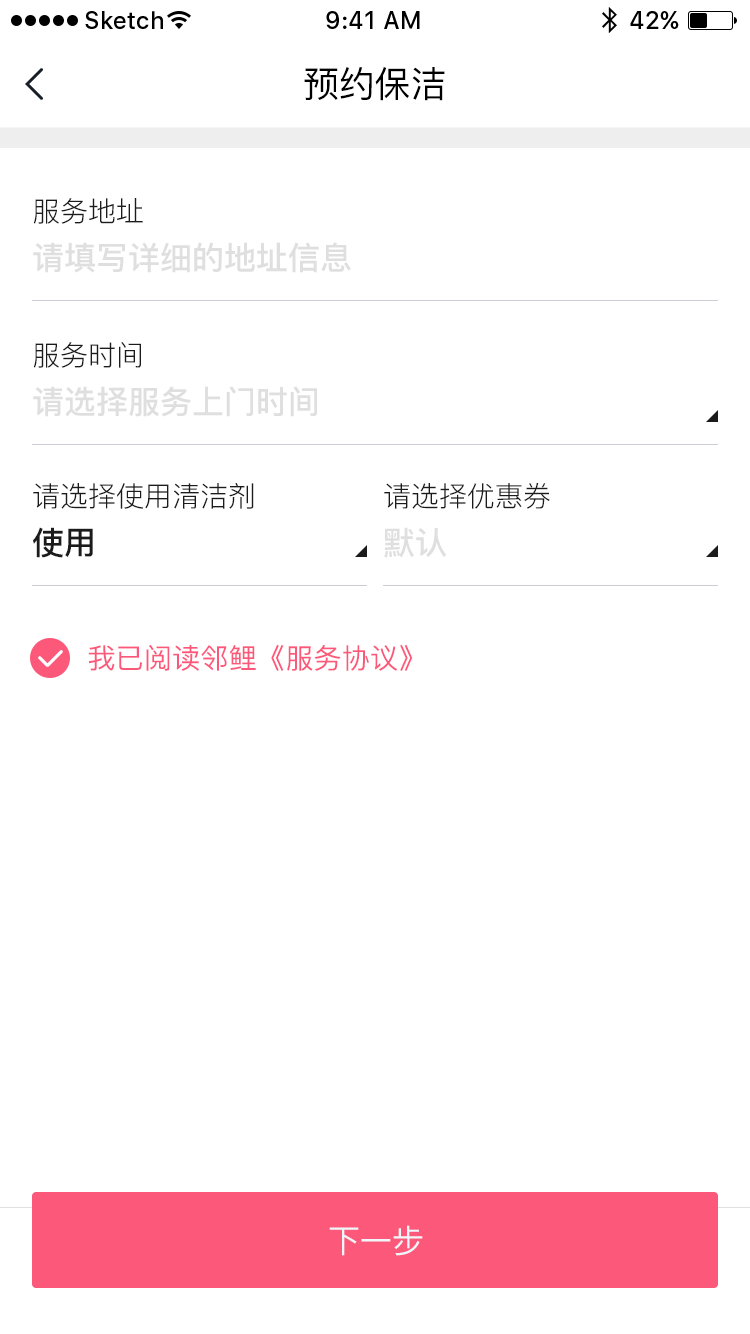 Sketch 9:41 AM 42%
预约保洁
服务地址
请填写详细的地址信息
服务时间
请选择服务上门时间
请选择使用清洁剂 请选择优惠券
使用 默认
我已阅读邻鲤《服务协议》
下一步